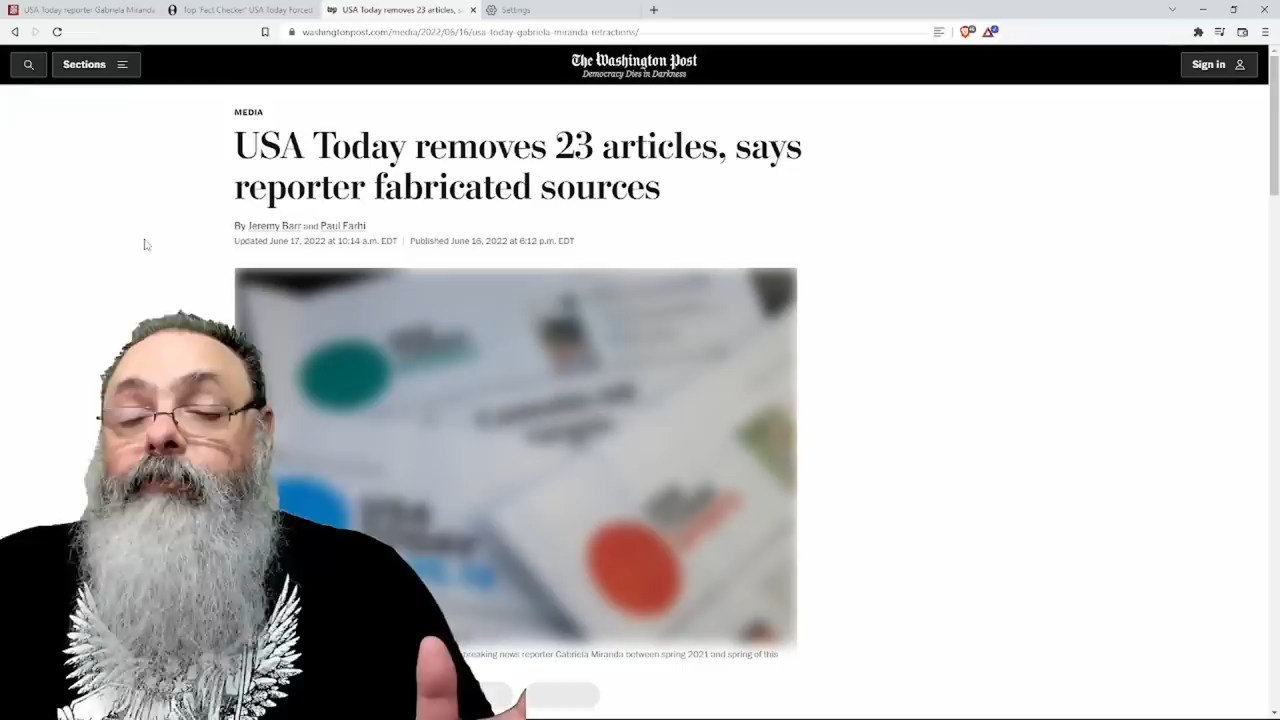 USA Today reporter Gabriela Miranda
Top 'Fact Checker' USA Today Forced
wp
USA Today removes 23 articles, s
Settings
washingtonpost.com/media/2022/06/16/usa-today-gabriela-miranda-retractions/
Sections
The Washington Post
Democracy Dies in Darkness
Sign in
MEDIA
USA Today removes 23 articles, says
reporter fabricated sources
By Jeremy Barr and Paul Farhi
Updated June 17, 2022 at 10:14 a.m. EDT | Published June 16, 2022 at 6:12 p.m. EDT
breaking news reporter Gabriela Miranda between spring 2021 and spring of this